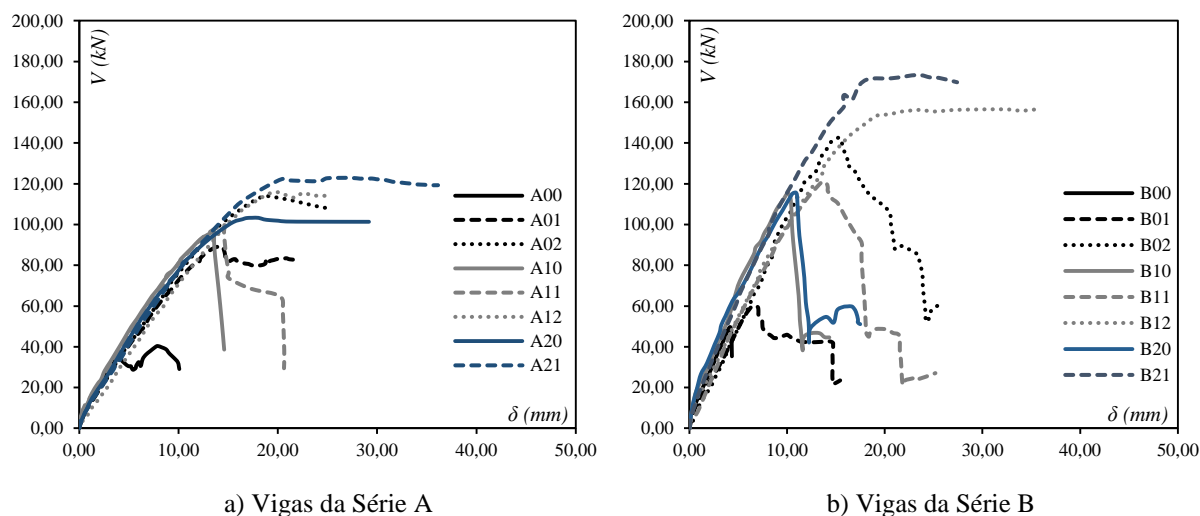 200,00
180,00
160,00
140,00
120,00
100,00
80,00
60,00
40,00
20,00
0,00
V (kN)
0,00 10,00 20,00 30,00 40,00 50,00
δ (mm)
A00
A01
A02
A10
A11
A12
A20
A21
a) Vigas da Série A
200,00
180,00
160,00
140,00
120,00
100,00
80,00
60,00
40,00
20,00
0,00
V (kN)
0,00 10,00 20,00 30,00 40,00 50,00
δ (mm)
B00
B01
B02
B10
B11
B12
B20
B21
b) Vigas da Série B